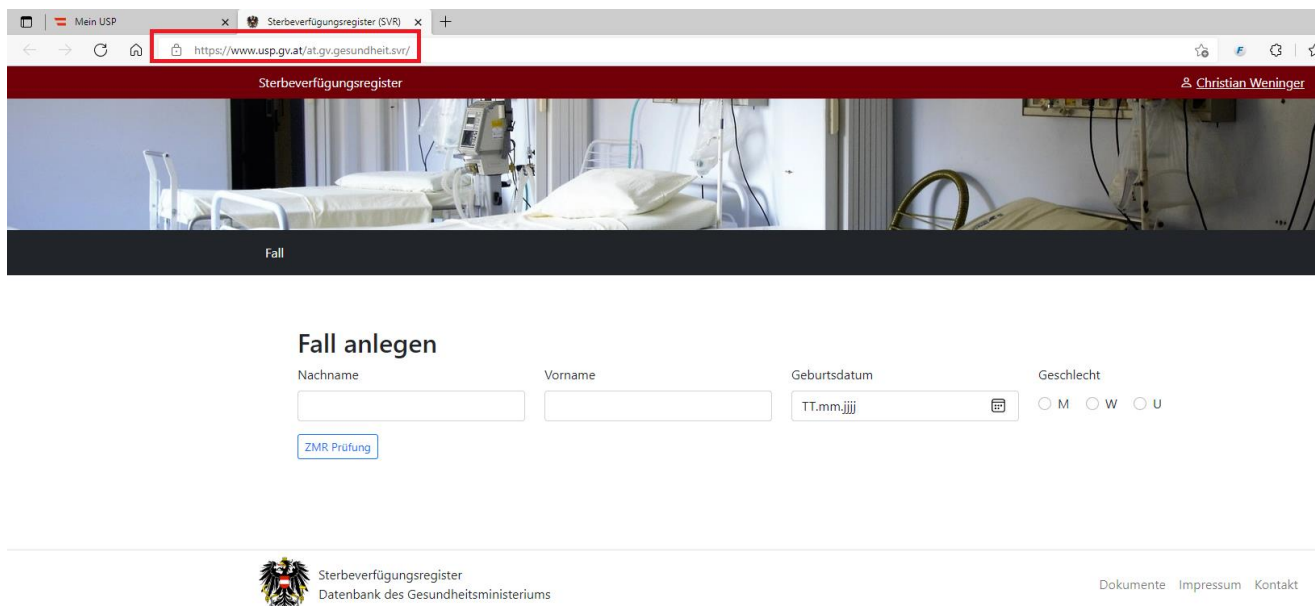 Mein USP
Sterbeverfügungsregister (SVR)
https://www.usp.gv.at/at.gv.gesundheit.svr/
Sterbeverfügungsregister
Christian Weninger
Fall
Fall anlegen
Nachname Vorname Geburtsdatum Geschlecht
TT.mm.jjjj M W U
ZMR Prüfung
Sterbeverfügungsregister
Datenbank des Gesundheitsministeriums
Dokumente Impressum Kontakt